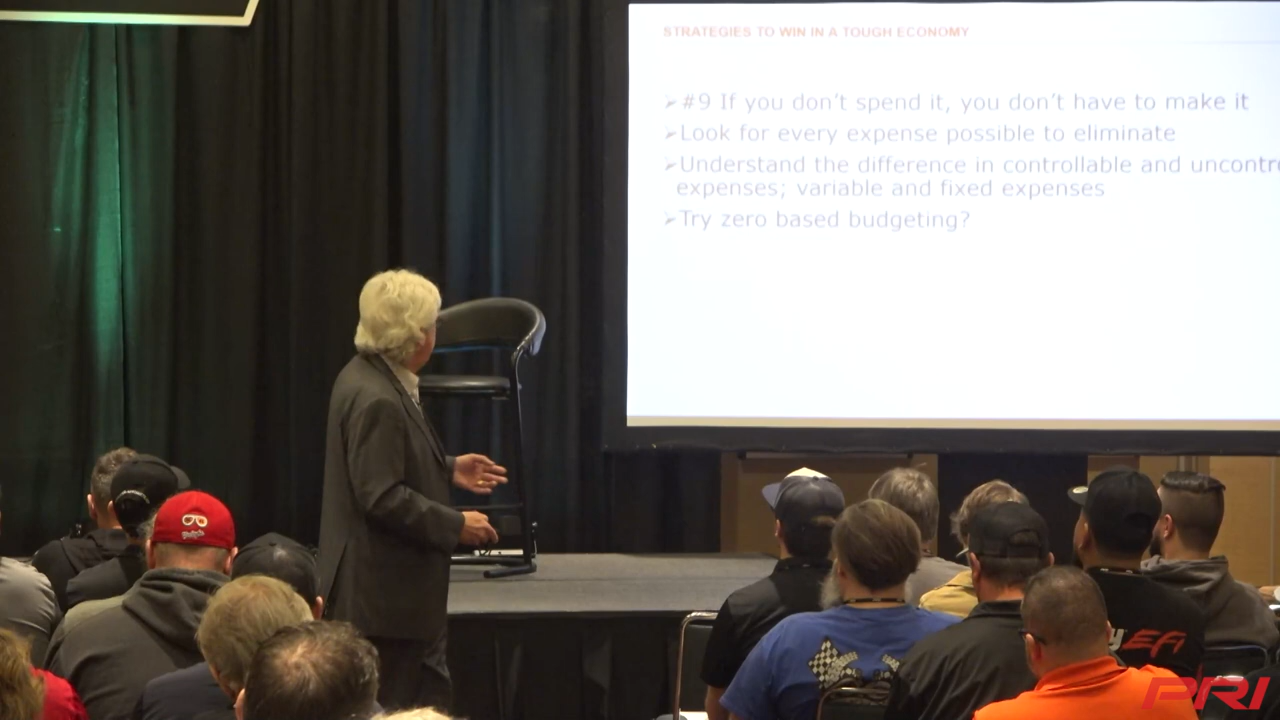 STRATEGIES TO WIN IN A TOUGH ECONOMY
➢#9 If you don't spend it, you don't have to make it
➢Look for every expense possible to eliminate
➢Understand the difference in controllable and uncontr
expenses; variable and fixed expenses
➢Try zero based budgeting?
EFI
PRI